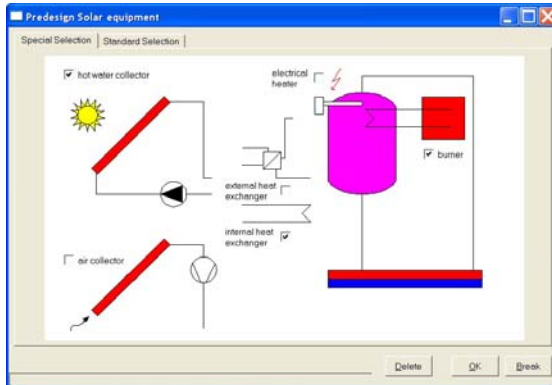 Predesign Solar equipment
Special Selection
Standard Selection
hot water collector
electrical
heater
burner
external heat
exchanger
internal heat
exchanger
air collector
Delete
OK
Break